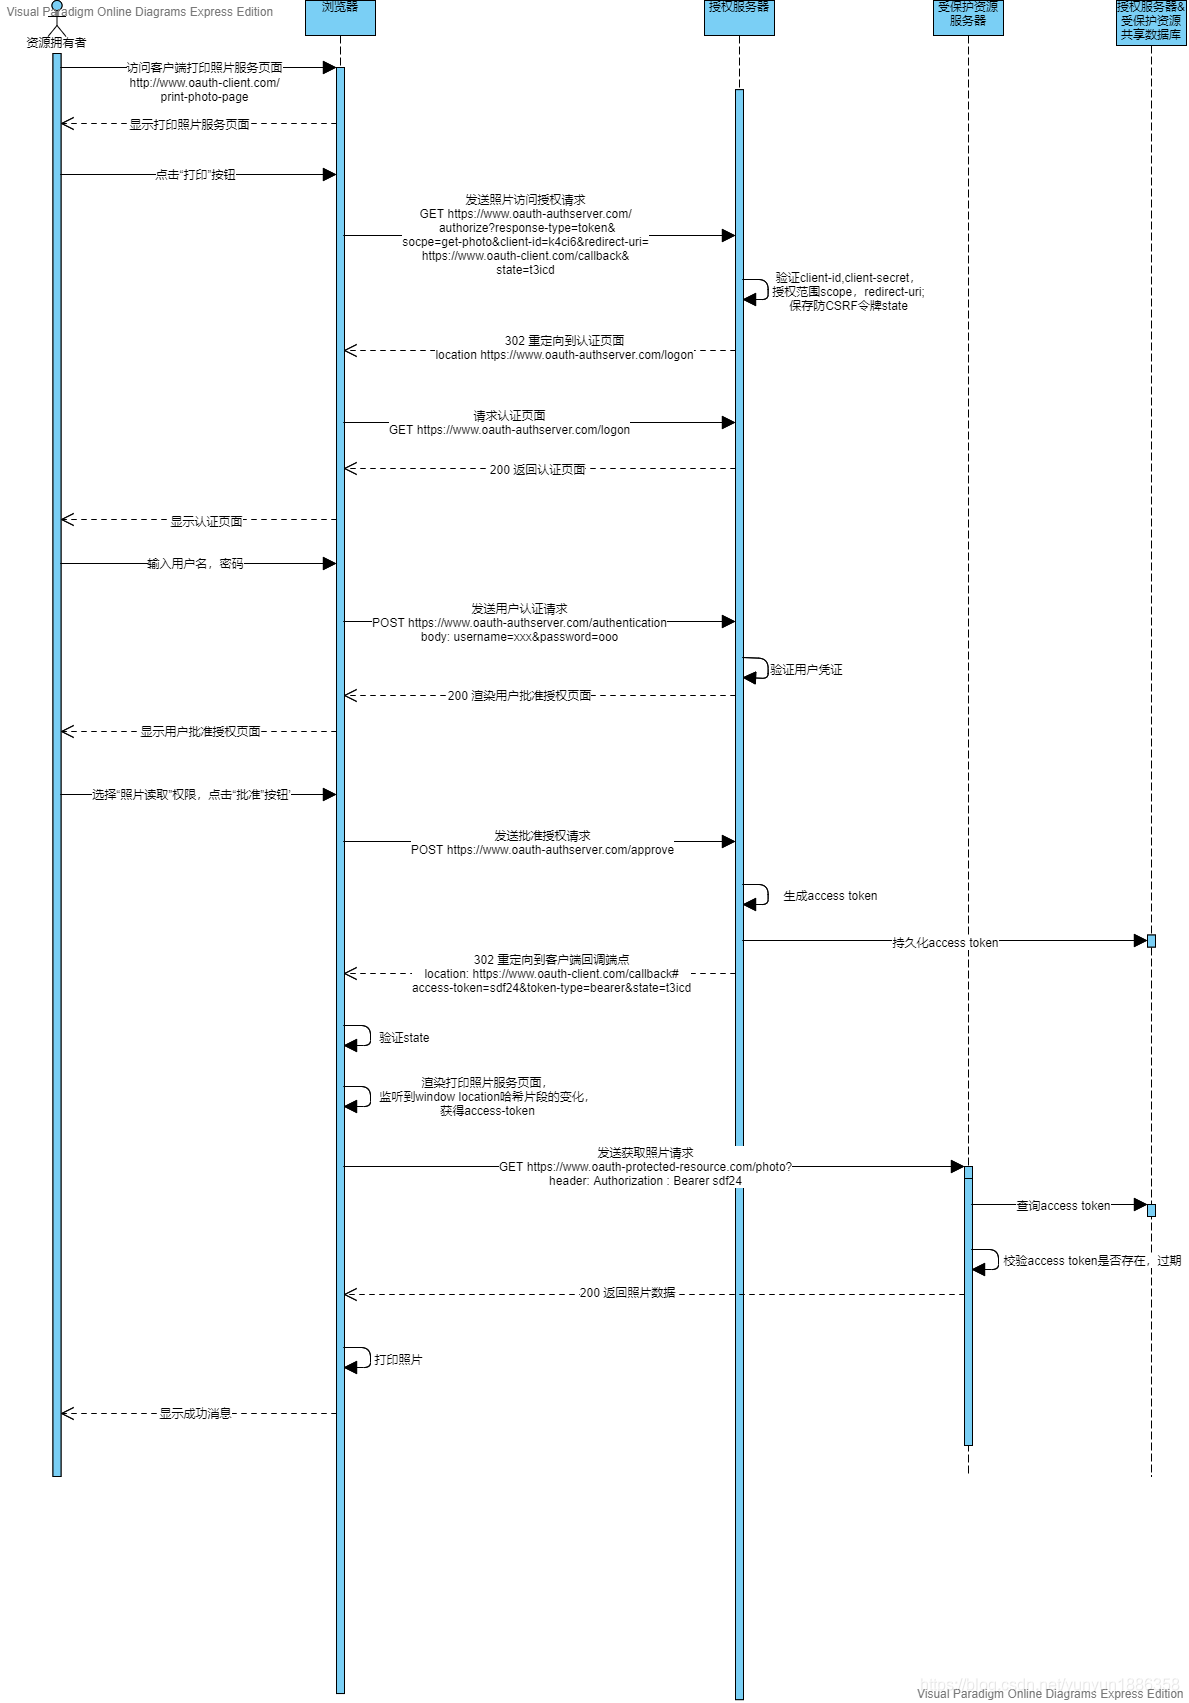 Visual Paradigm Online Diagrams Express Edition
资源拥有者
浏览器
授权服务器
受保护资源
服务器
授权服务器&
受保护资源
共享数据库
访问客户端打印照片服务页面
http://www.oauth-client.com/
print-photo-page
显示打印照片服务页面
点击“打印”按钮
发送照片访问授权请求
GET https://www.oauth-authserver.com/
authorize?response-type=token&
socpe=get-photo&client-id=k4ci6&redirect-uri=
https://www.oauth-client.com/callback&
state=t3icd
验证client-id,client-secret，
授权范围scope，redirect-uri;
保存防CSRF令牌state
302 重定向到认证页面
location https://www.oauth-authserver.com/logon
请求认证页面
GET https://www.oauth-authserver.com/logon
200 返回认证页面
显示认证页面
输入用户名，密码
发送用户认证请求
POST https://www.oauth-authserver.com/authentication
body: username=xxx&password=ooo
验证用户凭证
200 渲染用户批准授权页面
显示用户批准授权页面
选择“照片读取”权限，点击“批准”按钮'
发送批准授权请求
POST https://www.oauth-authserver.com/approve
生成access token
持久化access token
302 重定向到客户端回调端点
location: https://www.oauth-client.com/callback#
access-token=sdf24&token-type=bearer&state=t3icd
验证state
渲染打印照片服务页面，
监听到window location哈希片段的变化，
获得access-token
发送获取照片请求
GET https://www.oauth-protected-resource.com/photo?
header: Authorization : Bearer sdf24
查询access token
校验access token是否存在，过期
200 返回照片数据
打印照片
显示成功消息
https://blog.csdn.net/yunyun1886358
Visual Paradigm Online Diagrams Express Edition